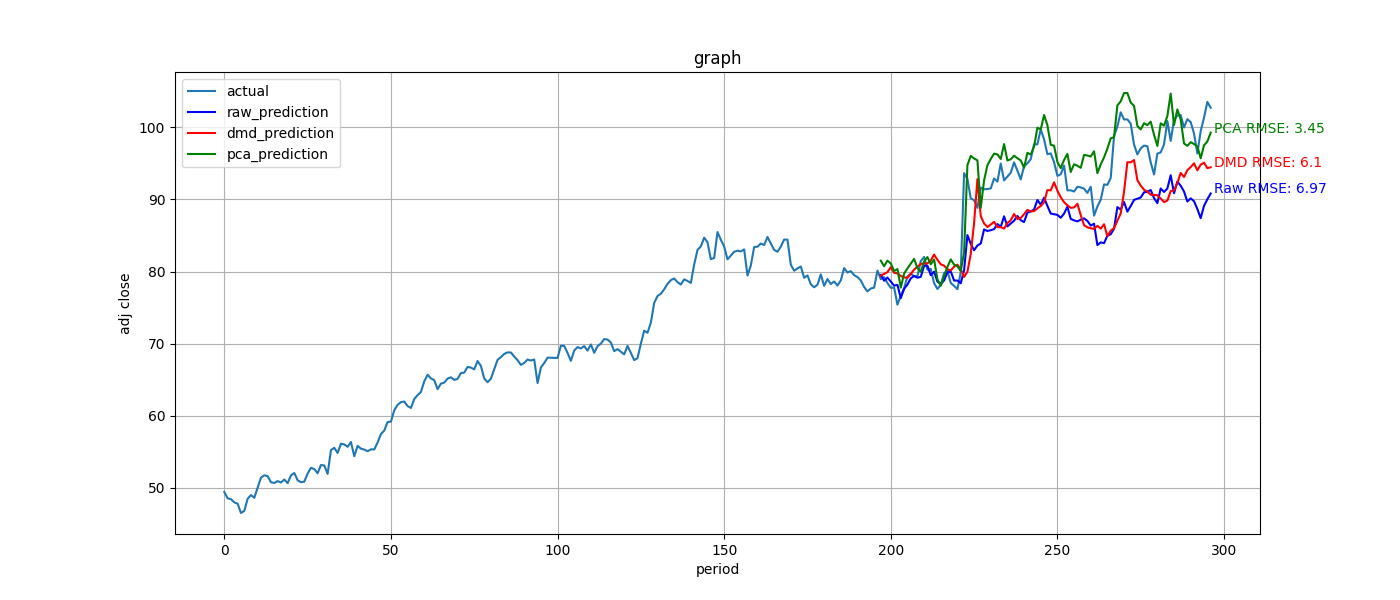 graph
actual
raw_prediction
dmd_prediction
pca_prediction
PCA RMSE: 3.45
DMD RMSE: 6.1
Raw RMSE: 6.97
100
90
80
70
60
50
adj close
0 50 100 150 200 250 300
period